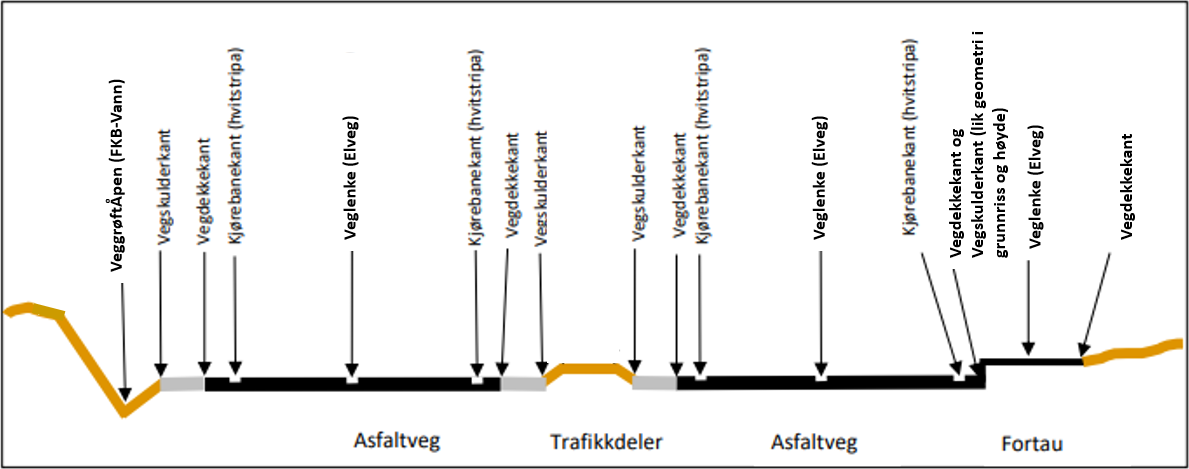 VeggrøftÅpen (FKB-Vann)
Vegskulderkant
Vegdekkekant
Kjørebanekant (hvitstripa)
Veglenke (Elveg)
Kjørebanekant (hvitstripa)
Vegdekkekant
Vegskulderkant
Vegskulderkant
Vegdekkekant
Kjørebanekant (hvitstripa)
Veglenke (Elveg)
Kjørebanekant (hvitstripa)
Vegdekkekant og
Vegskulderkant (lik geometri i
grunnriss og høyde)
Veglenke (Elveg)
Vegdekkekant
Asfaltveg
Trafikkdeler
Asfaltveg
Fortau